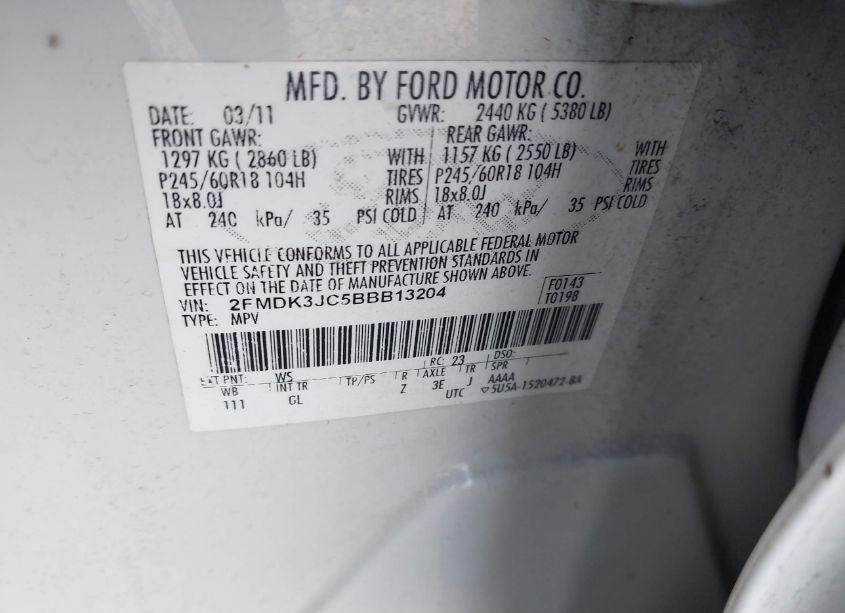 MFD. BY FORD MOTOR CO.
DATE: 03/11 GVWR: 2440 KG ( 5380 LB)
FRONT GAWR: REAR GAWR:
1297 KG ( 2860 LB) WITH 1157 KG ( 2550 LB) WITH
P245/60R18 104H TIRES P245/60R18 104H TIRES
18x8.0J RIMS 18x8.0J RIMS
AT 240 kPa/ 35 PSI COLD AT 240 kPa/ 35 PSI COLD
THIS VEHICLE CONFORMS TO ALL APPLICABLE FEDERAL MOTOR
VEHICLE SAFETY AND THEFT PREVENTION STANDARDS IN
EFFECT ON THE DATE OF MANUFACTURE SHOWN ABOVE.
VIN: 2FMDK3JC5BBB13204 F0143
TYPE: MPV T0198
EXT PNT: WS RC: 23 DSO:
WB INT TR TP/PS R AXLE TR SPR
111 GL Z 3E J AAAA
UTC ▽5U5A-1520472-BA